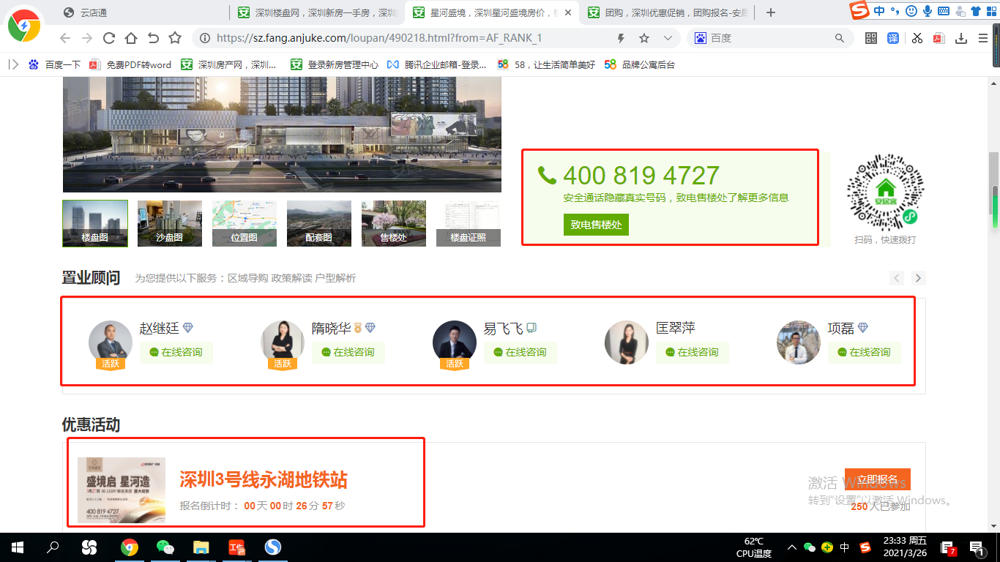 云店通
深圳楼盘网，深圳新房一手房，深圳
星河盛境，深圳星河盛境房价，
团购，深圳优惠促销，团购报名-安居
中
https://sz.fang.anjuke.com/loupan/490218.html?from=AF_RANK_1
百度
译
百度一下
免费PDF转word
深圳房产网，深圳...
登录新房管理中心
腾讯企业邮箱-登录...
58，让生活简单美好
品牌公寓后台
400 819 4727
安全通话隐藏真实号码，致电售楼处了解更多信息
致电售楼处
安居客
扫码，快速拨打
楼盘图
沙盘图
位置图
配套图
售楼处
楼盘证照
置业顾问
为您提供以下服务：区域导购 政策解读 户型解析
赵继廷
隋晓华
易飞飞
匡翠萍
项磊
在线咨询
在线咨询
在线咨询
在线咨询
在线咨询
活跃
活跃
活跃
优惠活动
盛境启 星河造
400 819 4727
深圳3号线永湖地铁站
报名倒计时： 00天00时26分57秒
立即报名
250人已参加
激活 Windows
转到"设置"以激活 Windows。
62℃
CPU温度
中
23:33 周五
2021/3/26
7
1